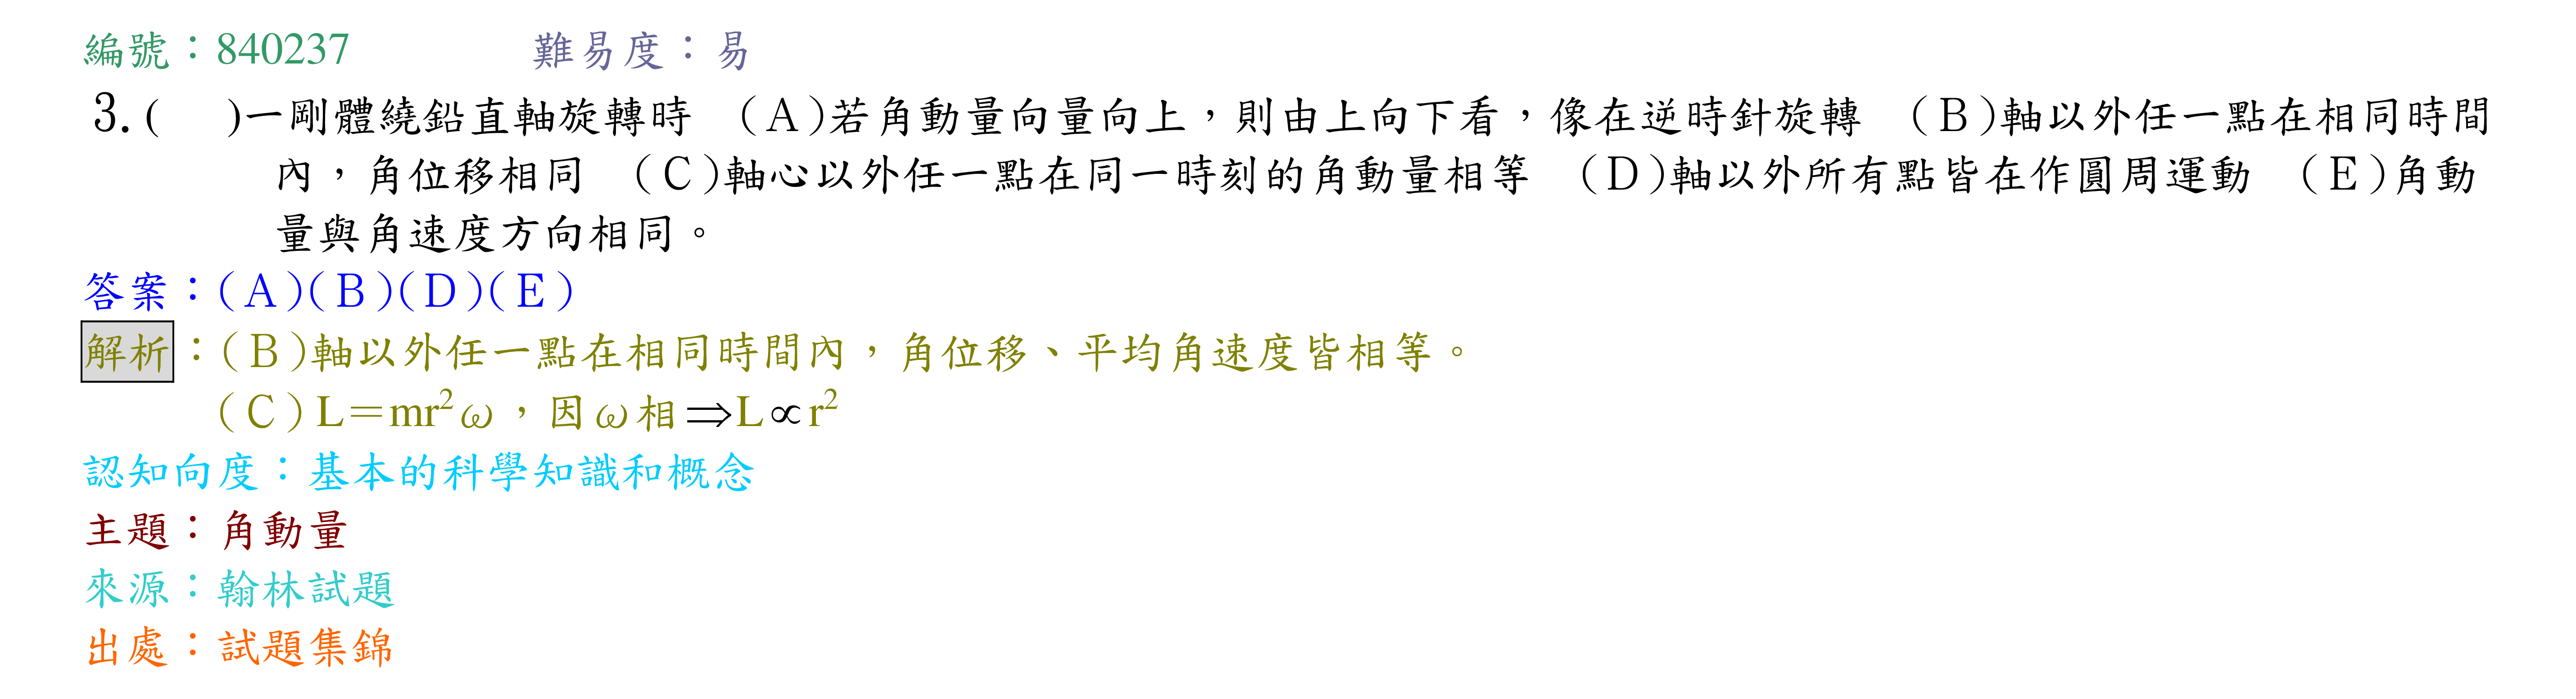 編號：840237 難易度：易
3.( )一剛體繞鉛直軸旋轉時 (A)若角動量向量向上，則由上向下看，像在逆時針旋轉 (B)軸以外任一點在相同時間
內，角位移相同 (C)軸心以外任一點在同一時刻的角動量相等 (D)軸以外所有點皆在作圓周運動 (E)角動
量與角速度方向相同。
答案：(A)(B)(D)(E)
解析：(B)軸以外任一點在相同時間內，角位移、平均角速度皆相等。
(C) L＝mr²ω，因ω相⇒L∝r²
認知向度：基本的科學知識和概念
主題：角動量
來源：翰林試題
出處：試題集錦